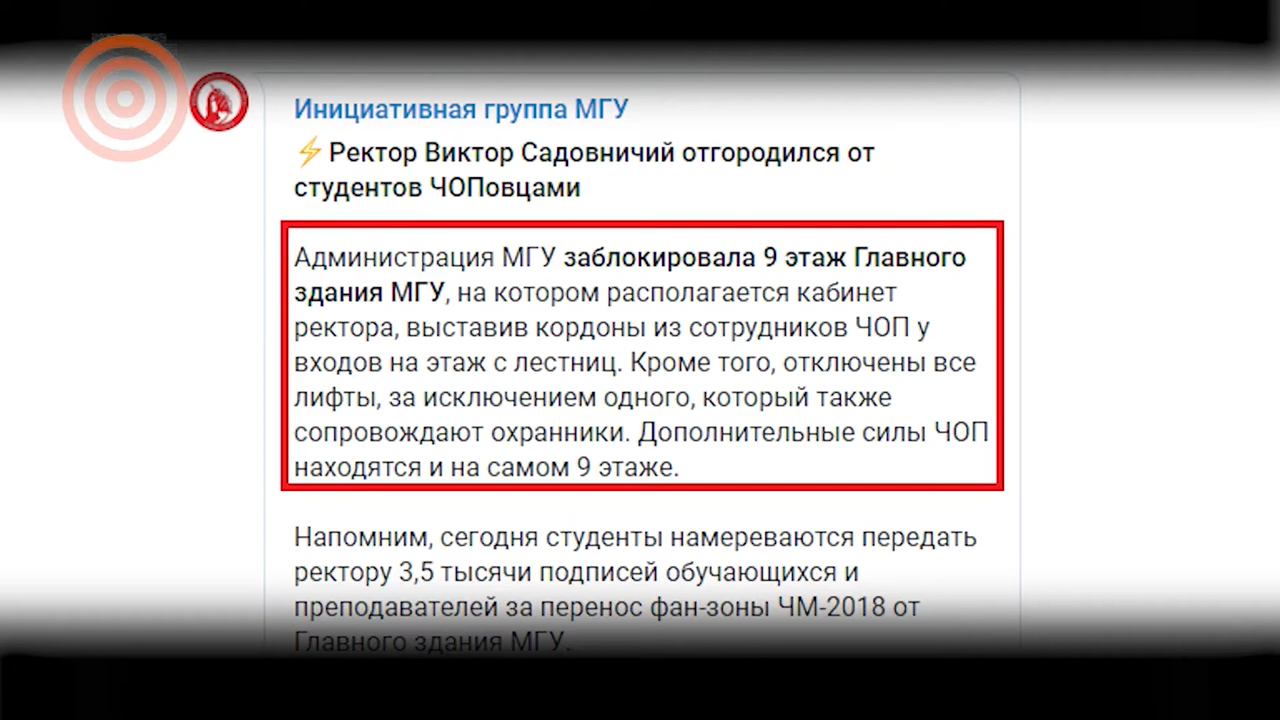 Инициативная группа МГУ
⚡Ректор Виктор Садовничий отгородился от
студентов ЧОПовцами
Администрация МГУ заблокировала 9 этаж Главного
здания МГУ, на котором располагается кабинет
ректора, выставив кордоны из сотрудников ЧОП у
входов на этаж с лестниц. Кроме того, отключены все
лифты, за исключением одного, который также
сопровождают охранники. Дополнительные силы ЧОП
находятся и на самом 9 этаже.
Напомним, сегодня студенты намереваются передать
ректору 3,5 тысячи подписей обучающихся и
преподавателей за перенос фан-зоны ЧМ-2018 от
Главного здания МГУ.